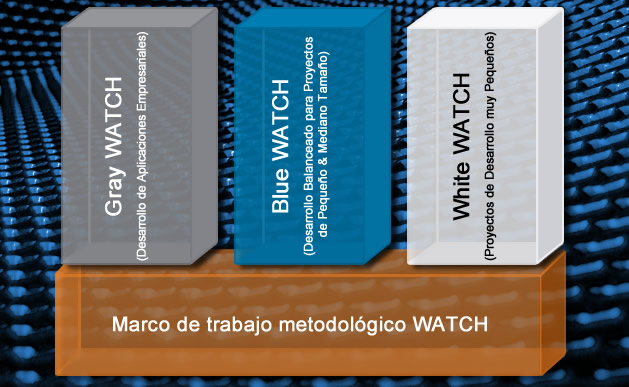 Gray WATCH
(Desarrollo de Aplicaciones Empresariales)
Blue WATCH
(Desarrollo Balanceado para Proyectos
de Pequeño & Mediano Tamaño)
White WATCH
(Proyectos de Desarrollo muy Pequeños)
Marco de trabajo metodológico WATCH